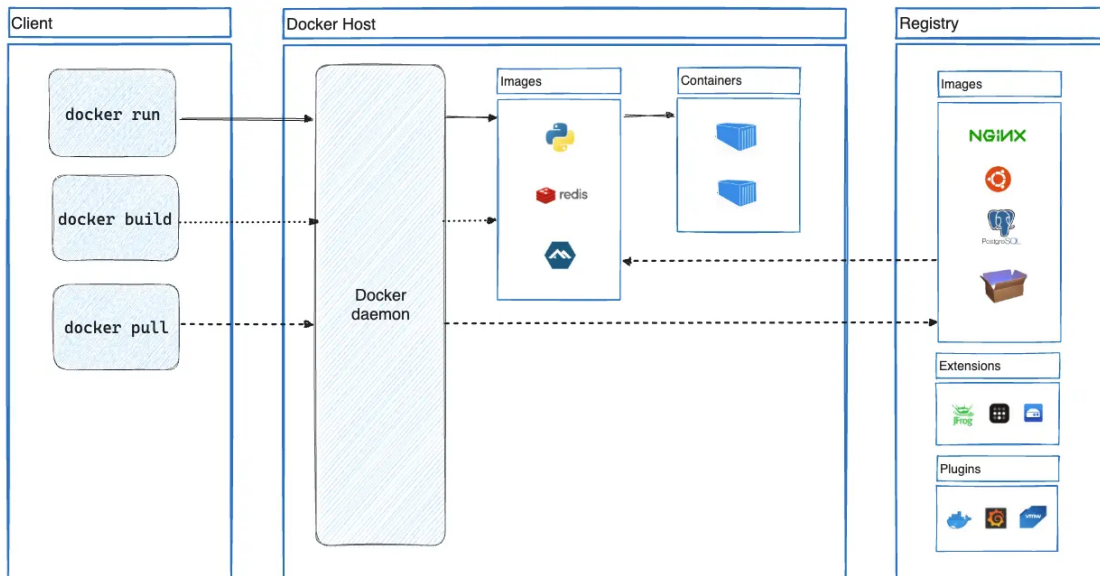 Client
docker run
docker build
docker pull
Docker Host
Docker
daemon
Images
redis
Containers
Registry
Images
NGINX
PostgreSQL
Extensions
jFrog
Plugins
vmw